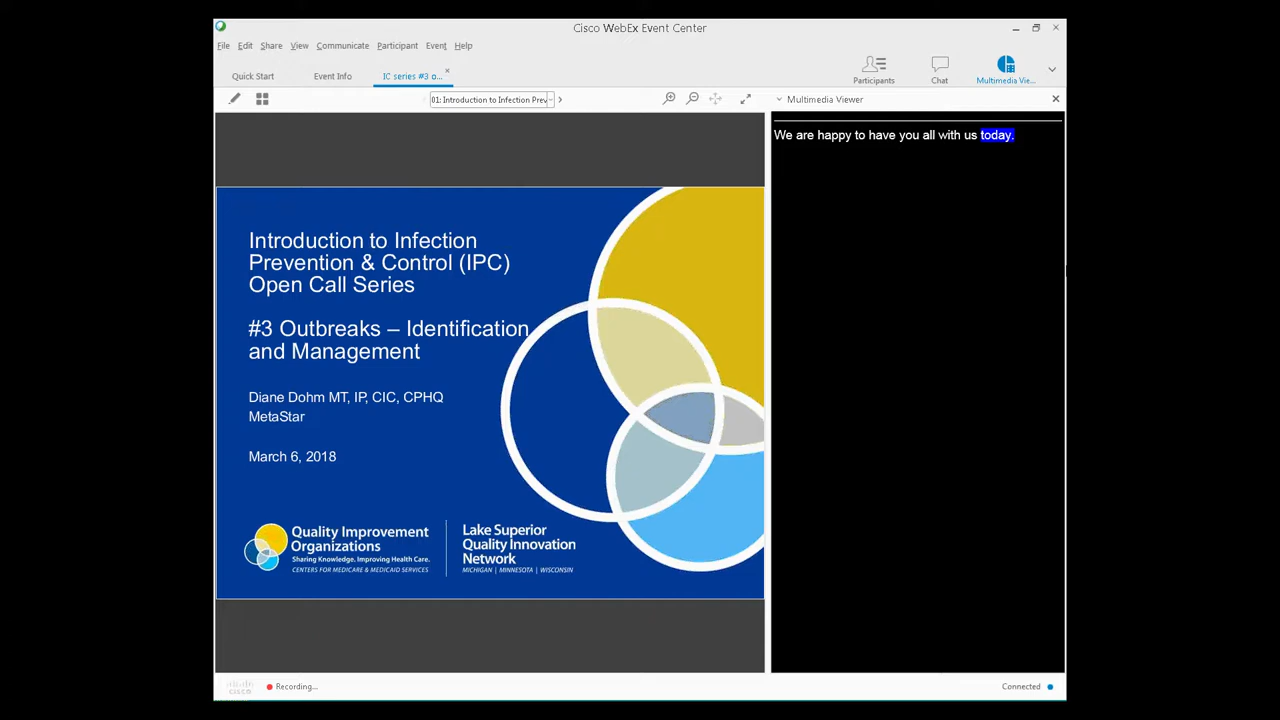 Cisco WebEx Event Center
File Edit Share View Communicate Participant Event Help
Quick Start Event Info IC series #3 o... Participants Chat Multimedia Vie...
01: Introduction to Infection Prev
Multimedia Viewer
We are happy to have you all with us today.
Introduction to Infection
Prevention & Control (IPC)
Open Call Series
#3 Outbreaks – Identification
and Management
Diane Dohm MT, IP, CIC, CPHQ
MetaStar
March 6, 2018
Quality Improvement
Organizations
Sharing Knowledge. Improving Health Care.
CENTERS FOR MEDICARE & MEDICAID SERVICES
Lake Superior
Quality Innovation
Network
MICHIGAN | MINNESOTA | WISCONSIN
CISCO
Recording...
Connected